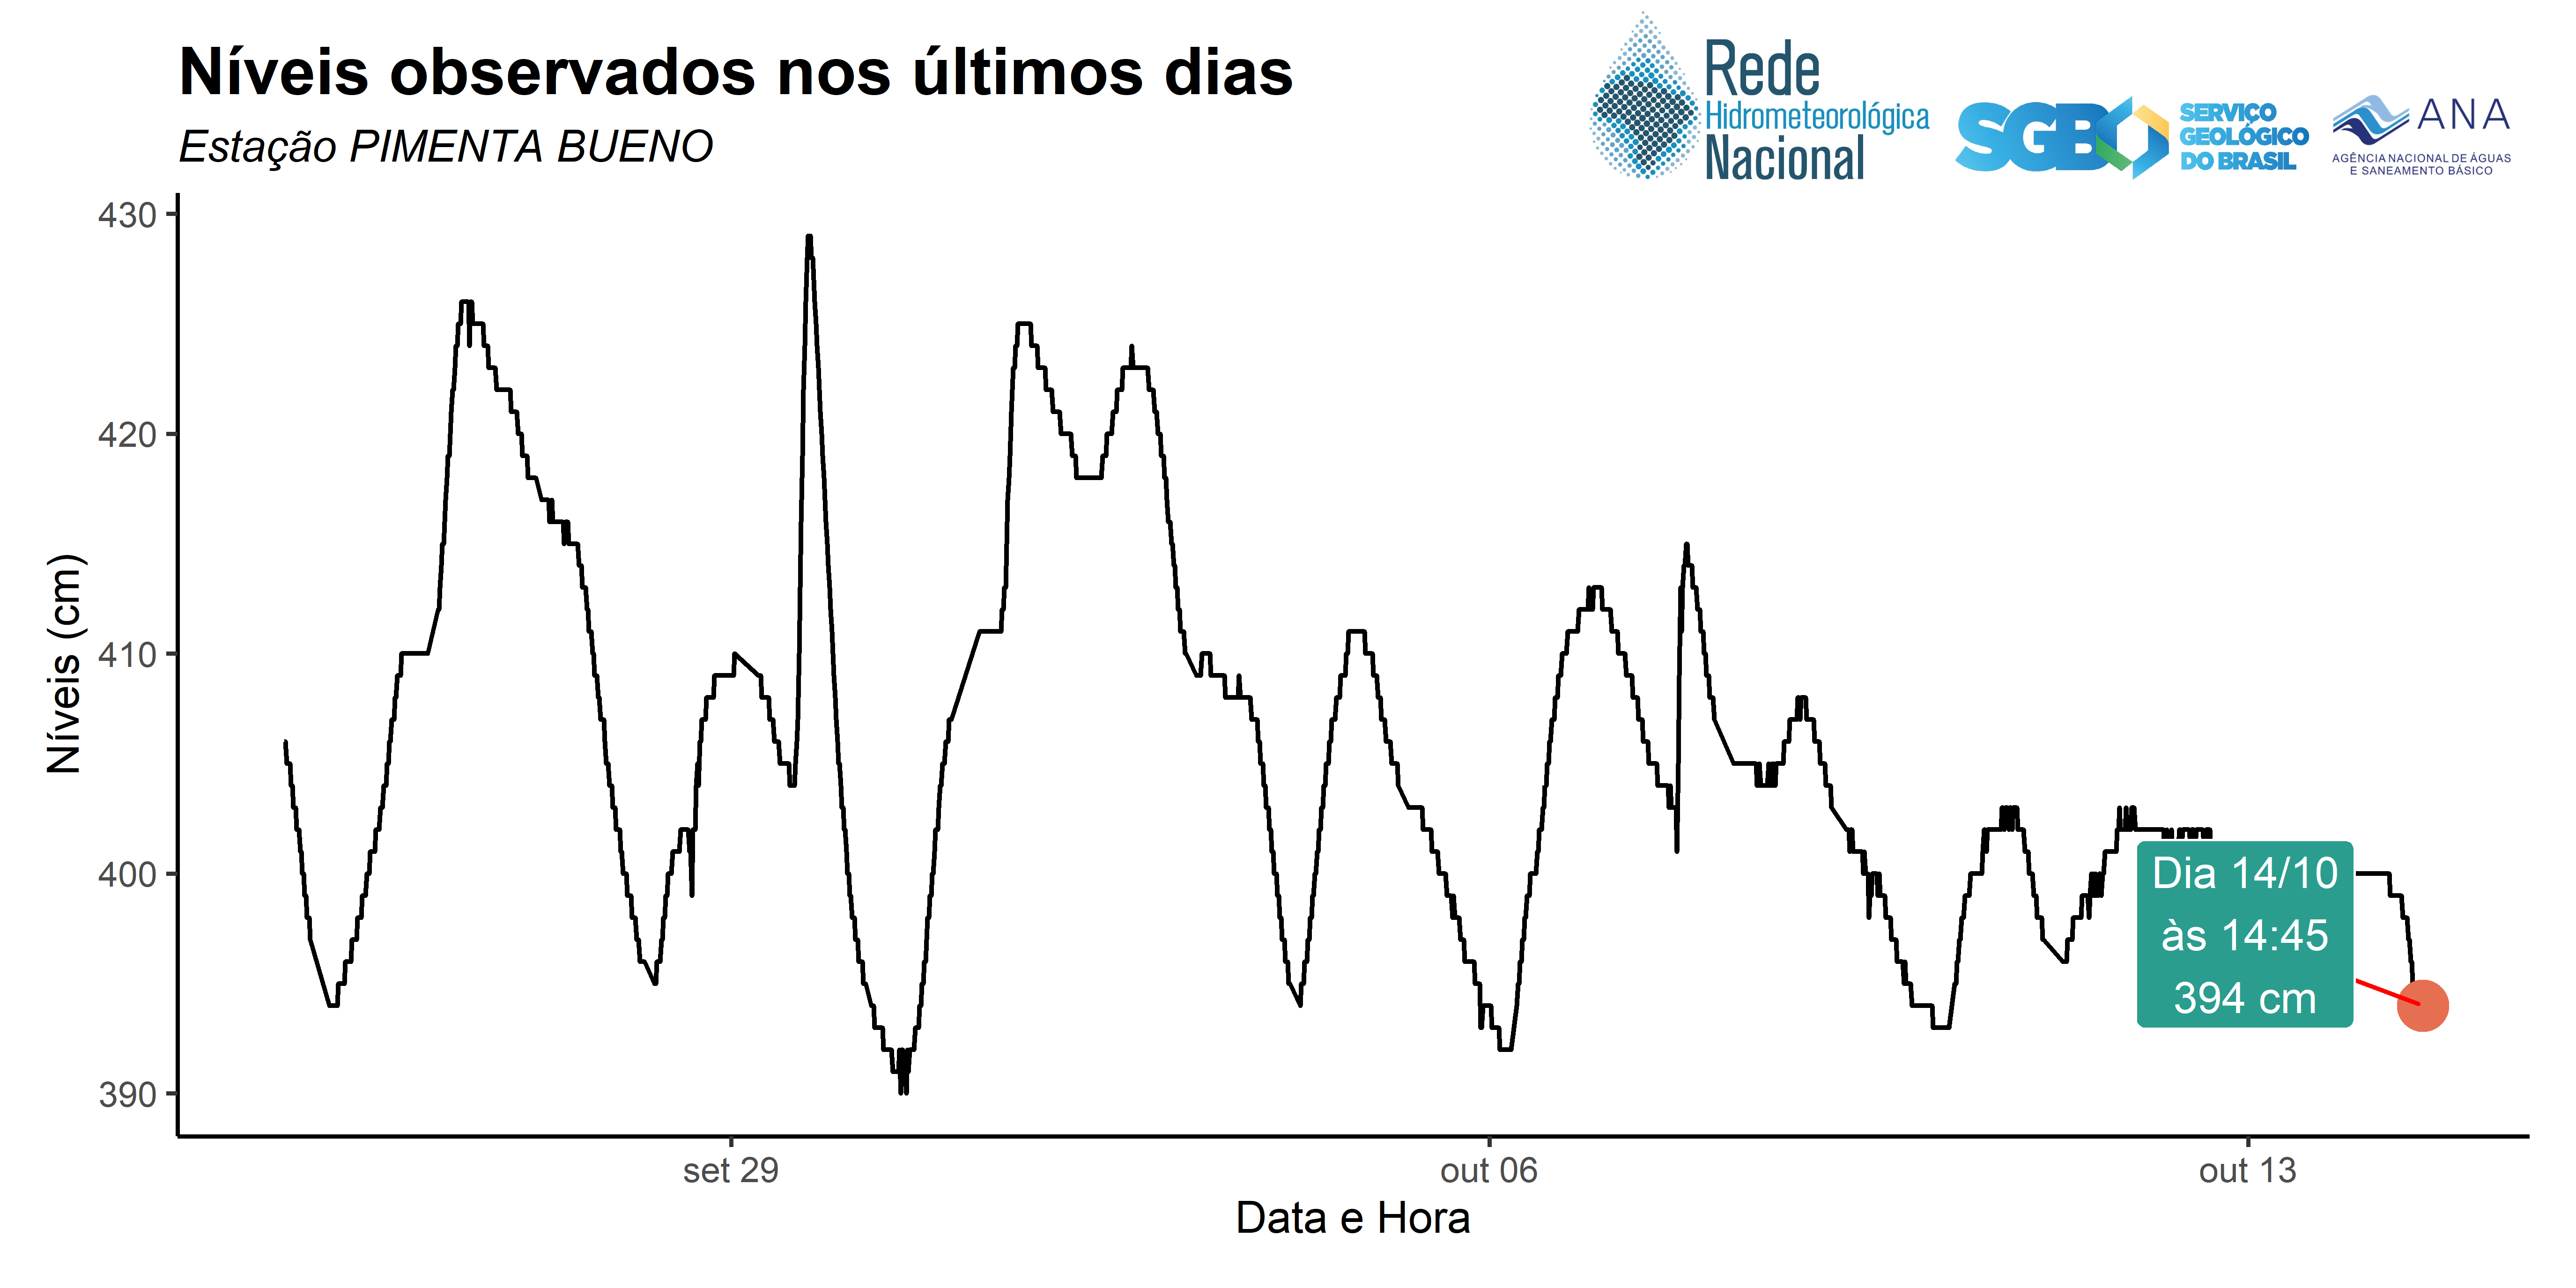 Níveis observados nos últimos dias
Estação PIMENTA BUENO
Rede
Hidrometeorológica
Nacional
SGB
SERVIÇO
GEOLÓGICO
DO BRASIL
ANA
AGÊNCIA NACIONAL DE ÁGUAS
E SANEAMENTO BÁSICO
Níveis (cm)
430
420
410
400
390
Dia 14/10
às 14:45
394 cm
set 29
out 06
out 13
Data e Hora